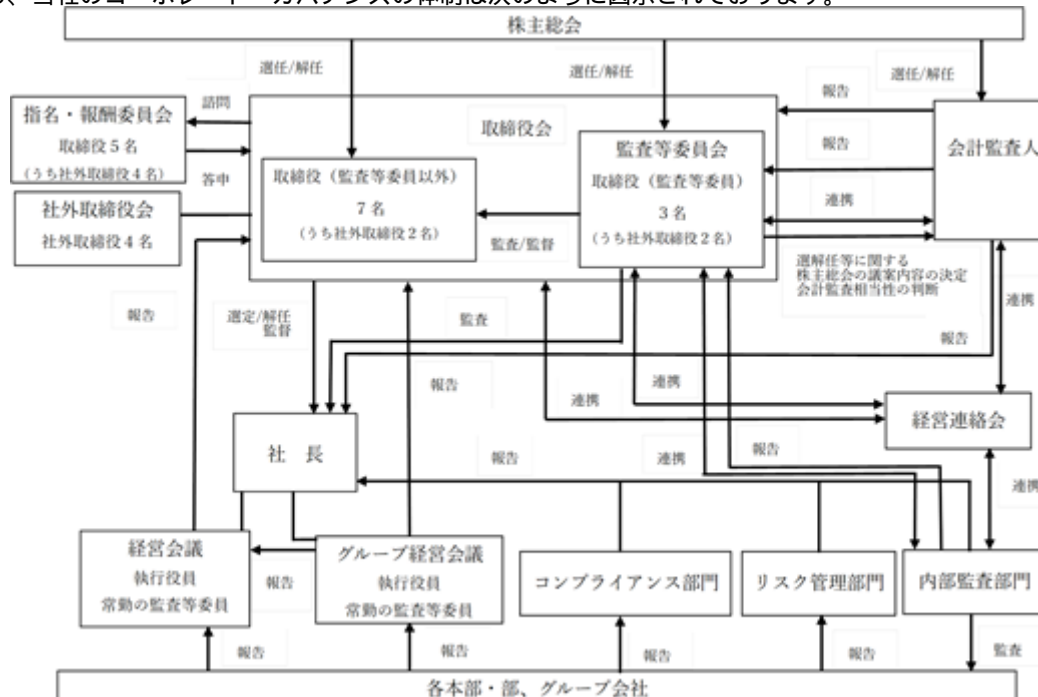 当社のコーポレート・ガバナンスの体制は次のように図示されております。
株主総会
選任/解任
選任/解任
選任/解任
指名・報酬委員会
取締役5名
(うち社外取締役4名)
諮問
答申
社外取締役会
社外取締役4名
取締役会
取締役（監査等委員以外）
7名
(うち社外取締役2名)
監査等委員会
取締役（監査等委員）
3名
(うち社外取締役2名)
監査/監督
報告
報告
連携
会計監査人
選解任等に関する
株主総会の議案内容の決定
会計監査相当性の判断
連携
報告
報告
選定/解任
監督
監査
報告
連携
連携
経営連絡会
社　長
報告
連携
報告
連携
経営会議
執行役員
常勤の監査等委員
報告
グループ経営会議
執行役員
常勤の監査等委員
コンプライアンス部門
リスク管理部門
内部監査部門
報告
報告
報告
報告
監査
各本部・部、グループ会社